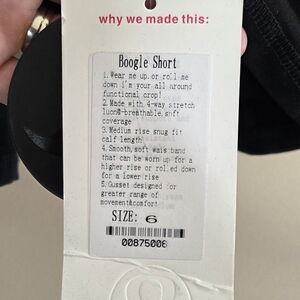 why we made this:
Boogie Short
1. Wear me up, or roll me
down i'm your all around
functional crop!
2. Made with 4-way stretch
luon®-breathable, soft
coverage
3. Medium rise snug fit
calf length
4. Smooth, soft waistband
that can be worn up for a
higher rise or rolled down
for a lower rise
5. Gusset designed for
greater range of
movement&comfort
SIZE: 6
00875006